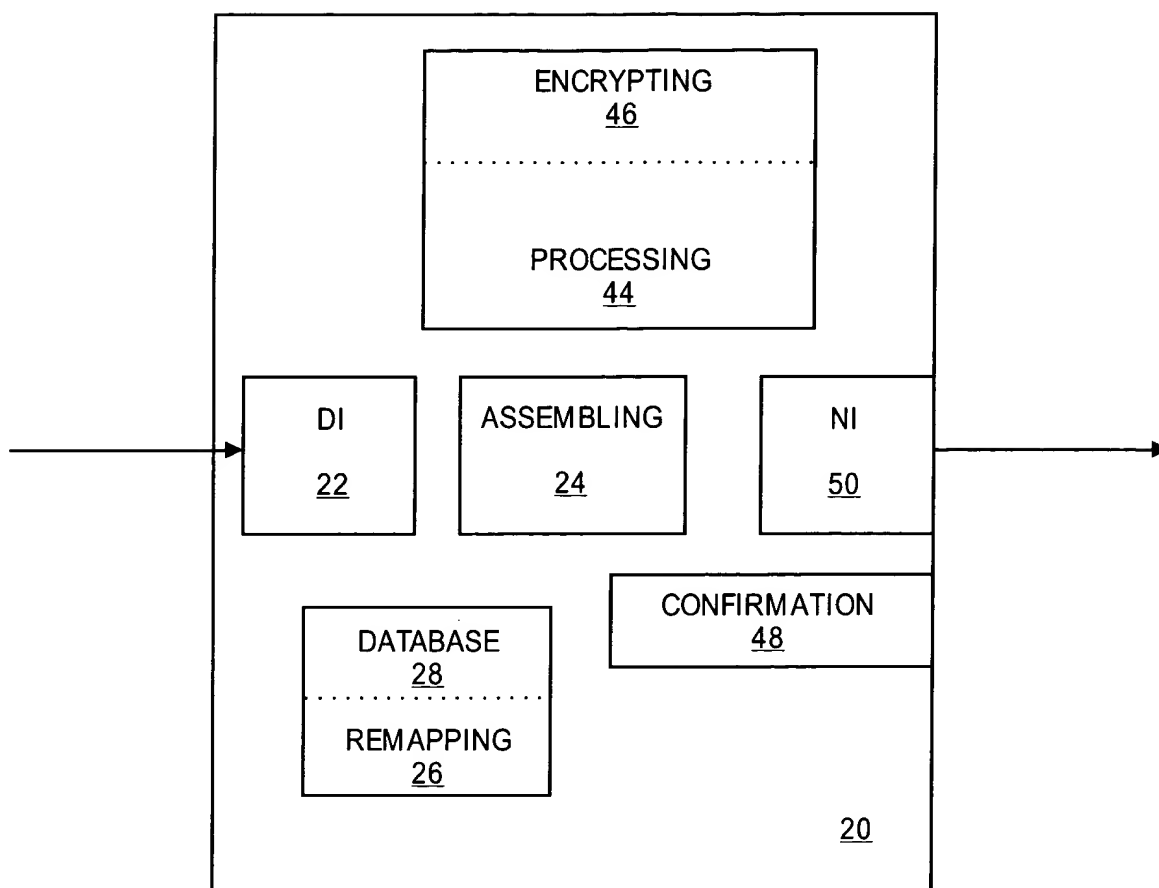 ENCRYPTING
46
PROCESSING
44
DI
22
ASSEMBLING
24
NI
50
CONFIRMATION
48
DATABASE
28
REMAPPING
26
20